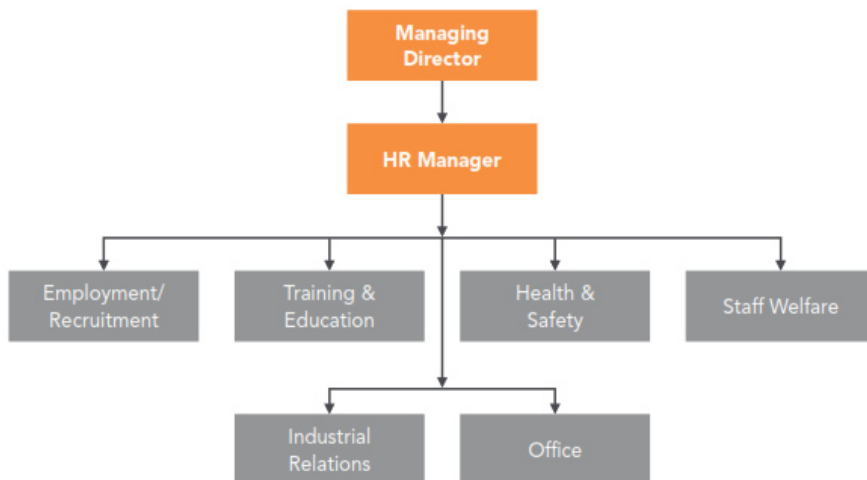 Managing
Director
HR Manager
Employment/
Recruitment
Training &
Education
Health &
Safety
Staff Welfare
Industrial
Relations
Office